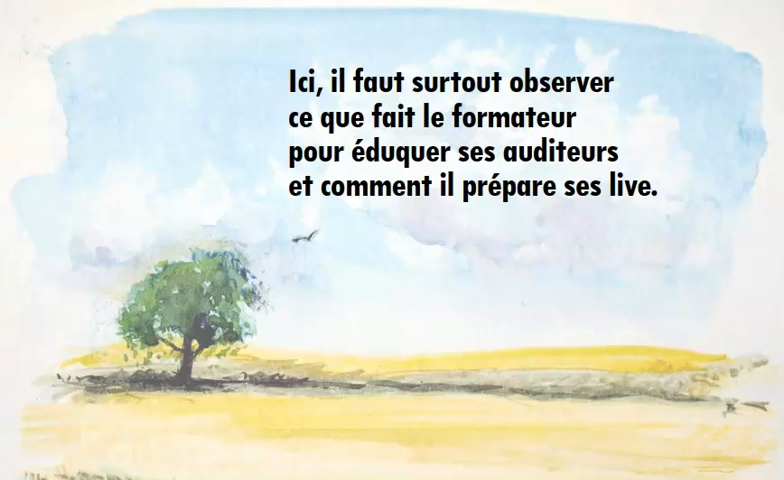 Ici, il faut surtout observer
ce que fait le formateur
pour éduquer ses auditeurs
et comment il prépare ses live.